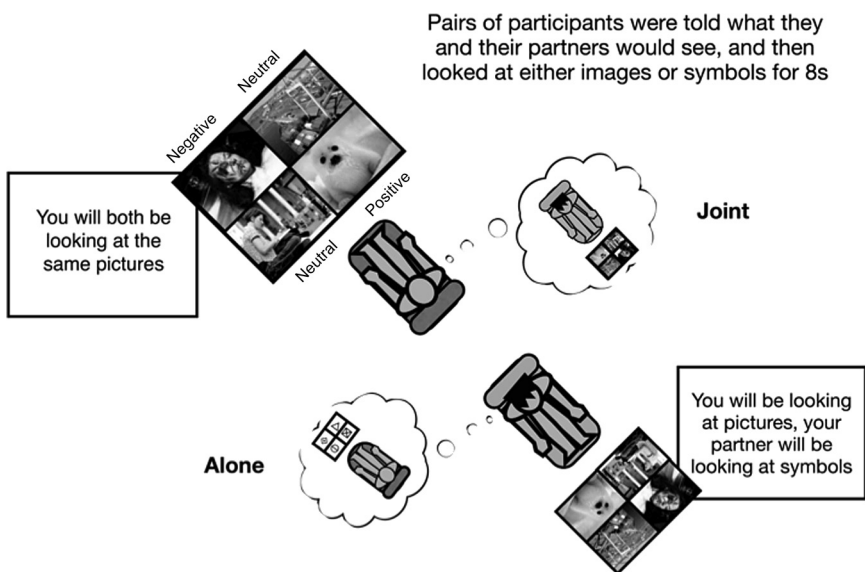 Pairs of participants were told what they
and their partners would see, and then
looked at either images or symbols for 8s
Neutral
Negative
You will both be
looking at the
same pictures
Positive
Neutral
Joint
You will be looking
at pictures, your
partner will be
looking at symbols
Alone